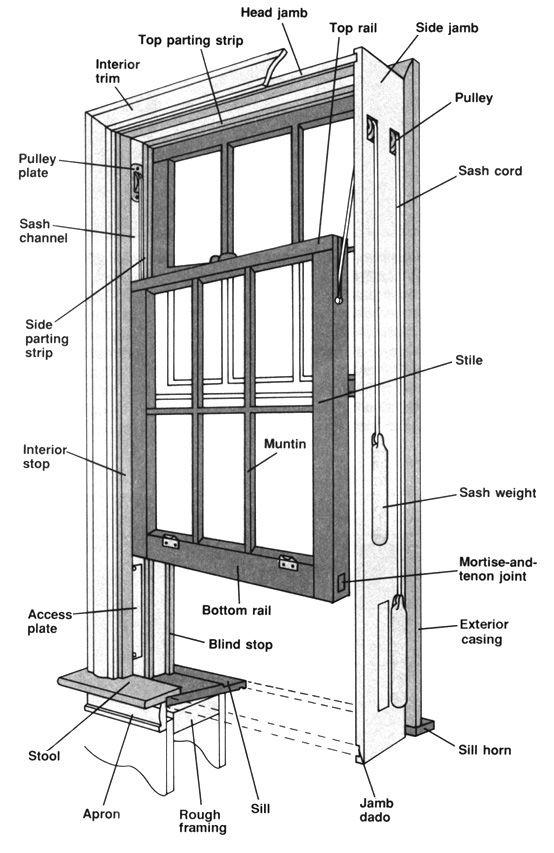 Head jamb
Top rail
Side jamb
Top parting strip
Interior
trim
Pulley
Pulley
plate
Sash cord
Sash
channel
Side
parting
strip
Stile
Interior
stop
Muntin
Sash weight
Mortise-and-
tenon joint
Bottom rail
Access
plate
Exterior
casing
Blind stop
Stool
Sill horn
Apron
Rough
framing
Sill
Jamb
dado